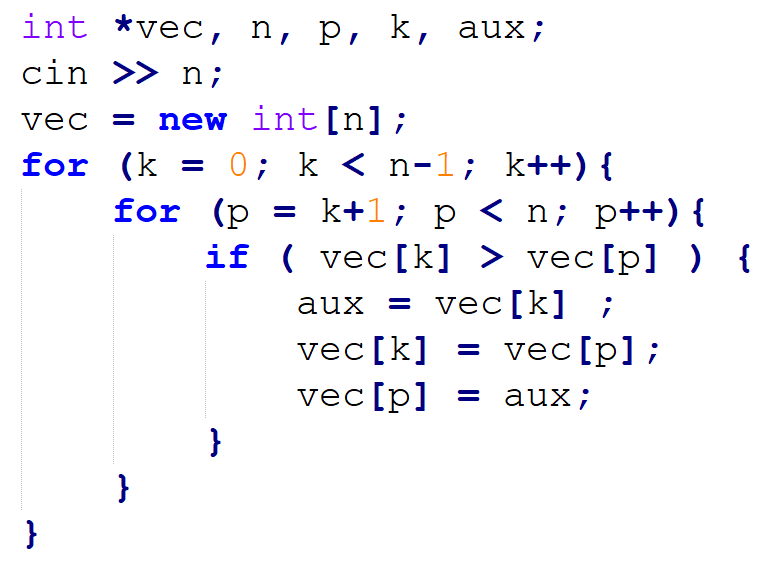 int *vec, n, p, k, aux;
cin >> n;
vec = new int[n];
for (k = 0; k < n-1; k++){
    for (p = k+1; p < n; p++){
        if ( vec[k] > vec[p] ) {
            aux = vec[k] ;
            vec[k] = vec[p];
            vec[p] = aux;
        }
    }
}